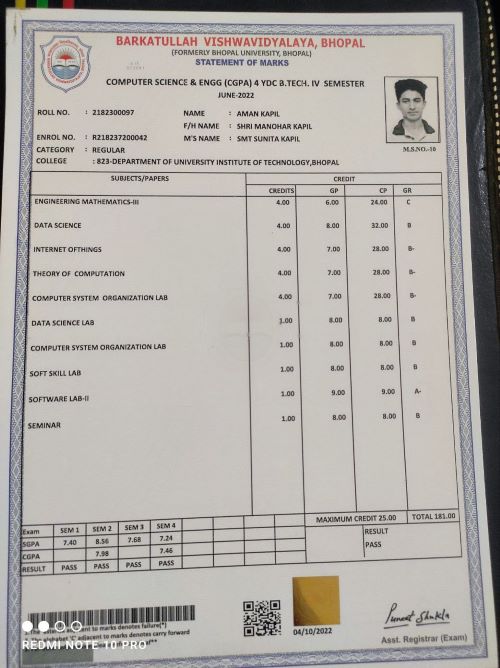 BARKATULLAH VISHWAVIDYALAYA, BHOPAL
(FORMERLY BHOPAL UNIVERSITY, BHOPAL)
STATEMENT OF MARKS
COMPUTER SCIENCE & ENGG (CGPA) 4 YDC B.TECH. IV SEMESTER
JUNE-2022
ROLL NO. : 2182300097 NAME : AMAN KAPIL
F/H NAME : SHRI MANOHAR KAPIL
ENROL NO. : R218237200042 M'S NAME : SMT SUNITA KAPIL
CATEGORY : REGULAR M.S.NO.-10
COLLEGE : 823-DEPARTMENT OF UNIVERSITY INSTITUTE OF TECHNOLOGY,BHOPAL
SUBJECTS/PAPERS CREDIT
CREDITS GP CP GR
ENGINEERING MATHEMATICS-III 4.00 6.00 24.00 C
DATA SCIENCE 4.00 8.00 32.00 B
INTERNET OFTHINGS 4.00 7.00 28.00 B-
THEORY OF COMPUTATION 4.00 7.00 28.00 B-
COMPUTER SYSTEM ORGANIZATION LAB 4.00 7.00 28.00 B-
DATA SCIENCE LAB 1.00 8.00 8.00 B
COMPUTER SYSTEM ORGANIZATION LAB 1.00 8.00 8.00 B
SOFT SKILL LAB 1.00 8.00 8.00 B
SOFTWARE LAB-II 1.00 9.00 9.00 A-
SEMINAR 1.00 8.00 8.00 B
MAXIMUM CREDIT 25.00 TOTAL 181.00
Exam SEM 1 SEM 2 SEM 3 SEM 4 RESULT
SGPA 7.40 8.56 7.68 7.24 PASS
CGPA 7.98 7.46
RESULT PASS PASS PASS PASS
adjacent to marks denotes failure(*)
adjacent to marks denotes carry forward
04/10/2022
Puneet Shukla
Asst. Registrar (Exam)
REDMI NOTE 10 PRO